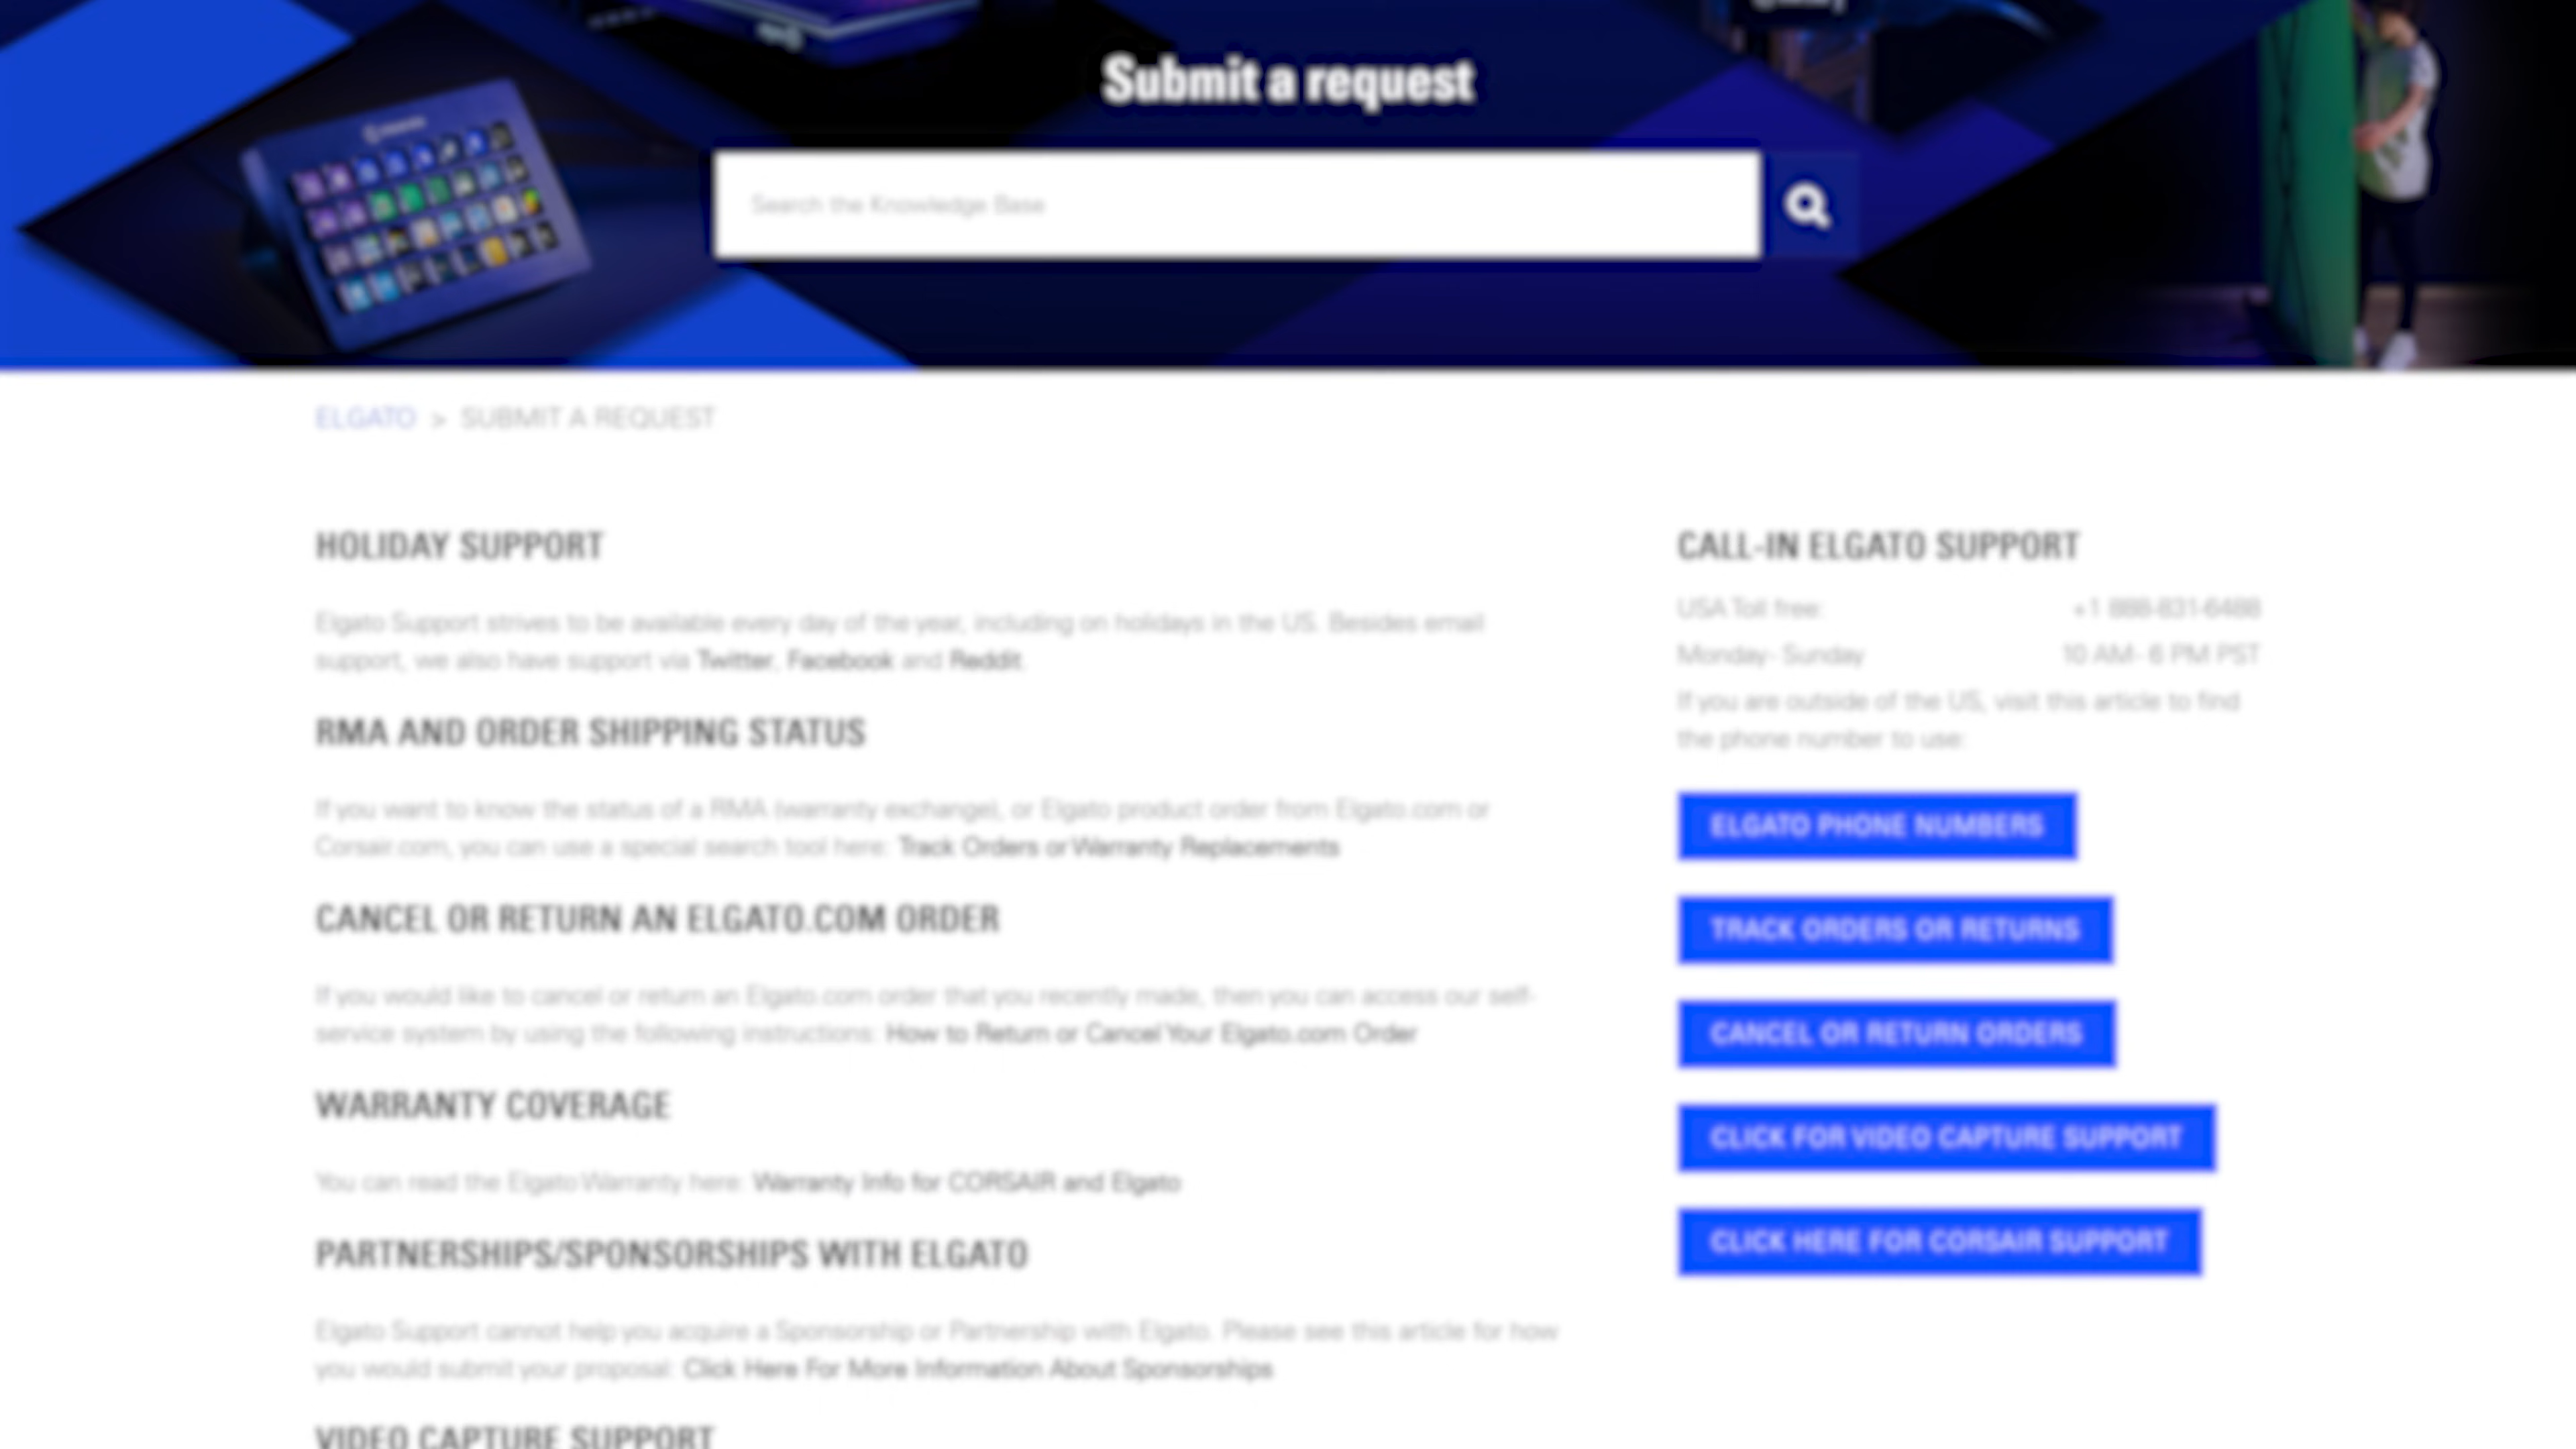 Submit a request
Search the Knowledge Base
ELGATO > SUBMIT A REQUEST
HOLIDAY SUPPORT
Elgato Support strives to be available every day of the year, including on holidays in the US. Besides email
support, we also have support via Twitter, Facebook and Reddit.
RMA AND ORDER SHIPPING STATUS
If you want to know the status of a RMA (warranty exchange), or Elgato product order from Elgato.com or
Corsair.com, you can use a special search tool here: Track Orders or Warranty Replacements
CANCEL OR RETURN AN ELGATO.COM ORDER
If you would like to cancel or return an Elgato.com order that you recently made, then you can access our self-
service system by using the following instructions: How to Return or Cancel Your Elgato.com Order
WARRANTY COVERAGE
You can read the Elgato Warranty here: Warranty Info for CORSAIR and Elgato
PARTNERSHIPS/SPONSORSHIPS WITH ELGATO
Elgato Support cannot help you acquire a Sponsorship or Partnership with Elgato. Please see this article for how
you would submit your proposal: Click Here For More Information About Sponsorships
VIDEO CAPTURE SUPPORT
CALL-IN ELGATO SUPPORT
USA Toll free: +1 888-831-6488
Monday- Sunday 10 AM- 6 PM PST
If you are outside of the US, visit this article to find
the phone number to use:
ELGATO PHONE NUMBERS
TRACK ORDERS OR RETURNS
CANCEL OR RETURN ORDERS
CLICK FOR VIDEO CAPTURE SUPPORT
CLICK HERE FOR CORSAIR SUPPORT